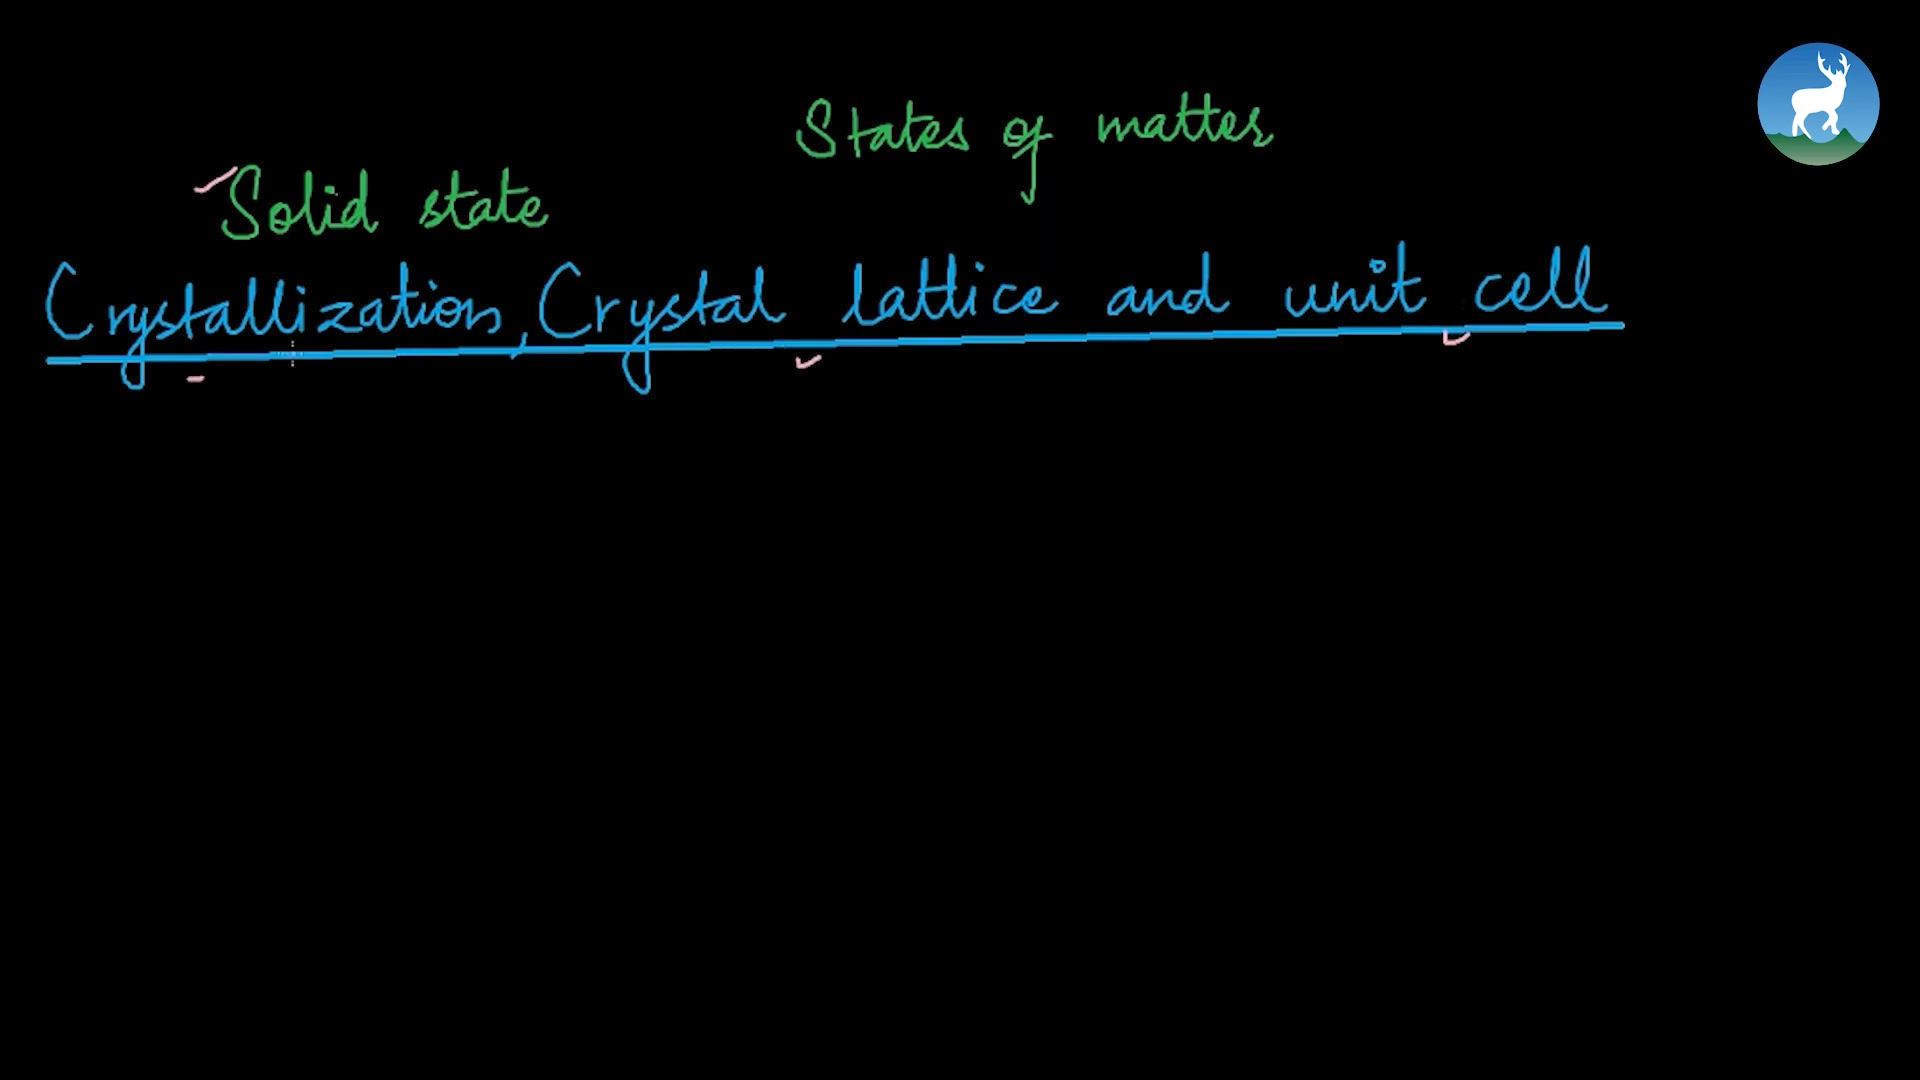 States of matter
Solid state
Crystallization, Crystal lattice and unit cell